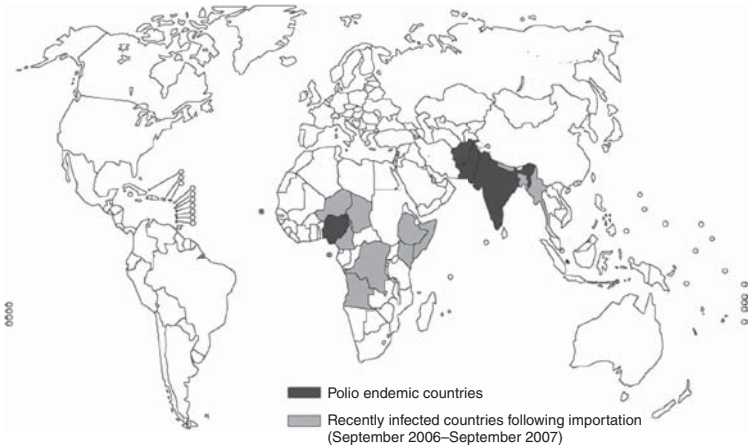 Polio endemic countries
Recently infected countries following importation
(September 2006–September 2007)